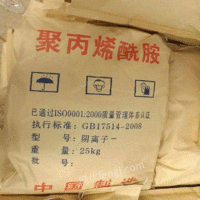 聚丙烯酰胺
已通过ISO9001:2000质量管理体系认证
执行标准：GB17514-2008
型号：阴离子-
重量：25kg
批号：
中国制造